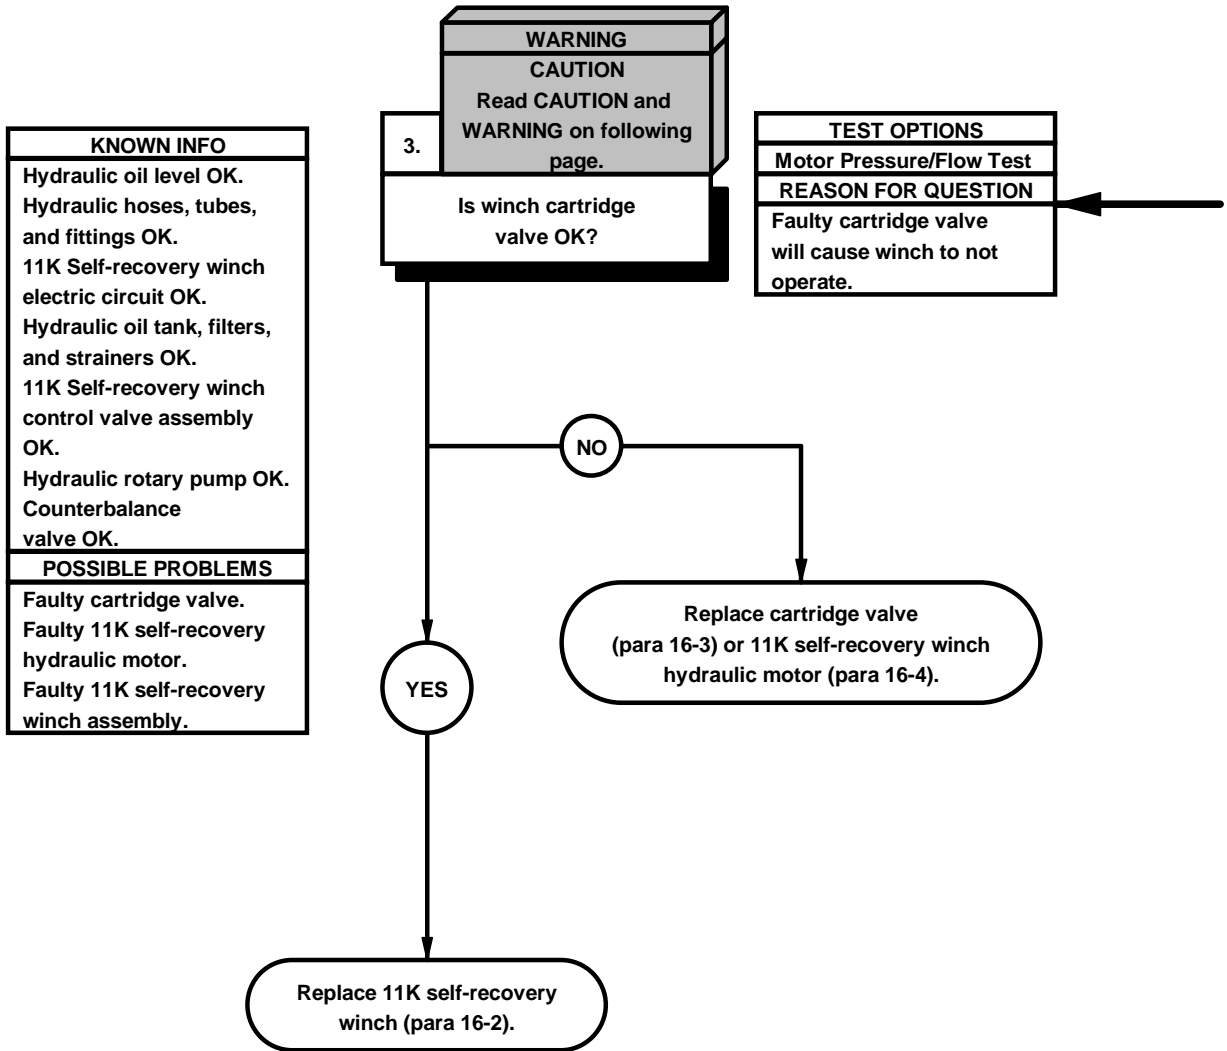 WARNING
CAUTION
Read CAUTION and
WARNING on following
page.
3.
Is winch cartridge
valve OK?
KNOWN INFO
Hydraulic oil level OK.
Hydraulic hoses, tubes,
and fittings OK.
11K Self-recovery winch
electric circuit OK.
Hydraulic oil tank, filters,
and strainers OK.
11K Self-recovery winch
control valve assembly
OK.
Hydraulic rotary pump OK.
Counterbalance
valve OK.
POSSIBLE PROBLEMS
Faulty cartridge valve.
Faulty 11K self-recovery
hydraulic motor.
Faulty 11K self-recovery
winch assembly.
TEST OPTIONS
Motor Pressure/Flow Test
REASON FOR QUESTION
Faulty cartridge valve
will cause winch to not
operate.
NO
Replace cartridge valve
(para 16-3) or 11K self-recovery winch
hydraulic motor (para 16-4).
YES
Replace 11K self-recovery
winch (para 16-2).